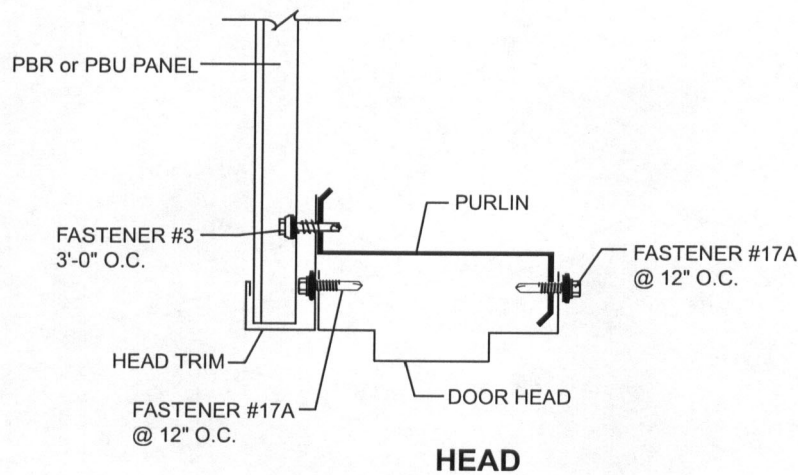 PBR or PBU PANEL
PURLIN
FASTENER #3
3'-0" O.C.
FASTENER #17A
@ 12" O.C.
HEAD TRIM
DOOR HEAD
FASTENER #17A
@ 12" O.C.
HEAD